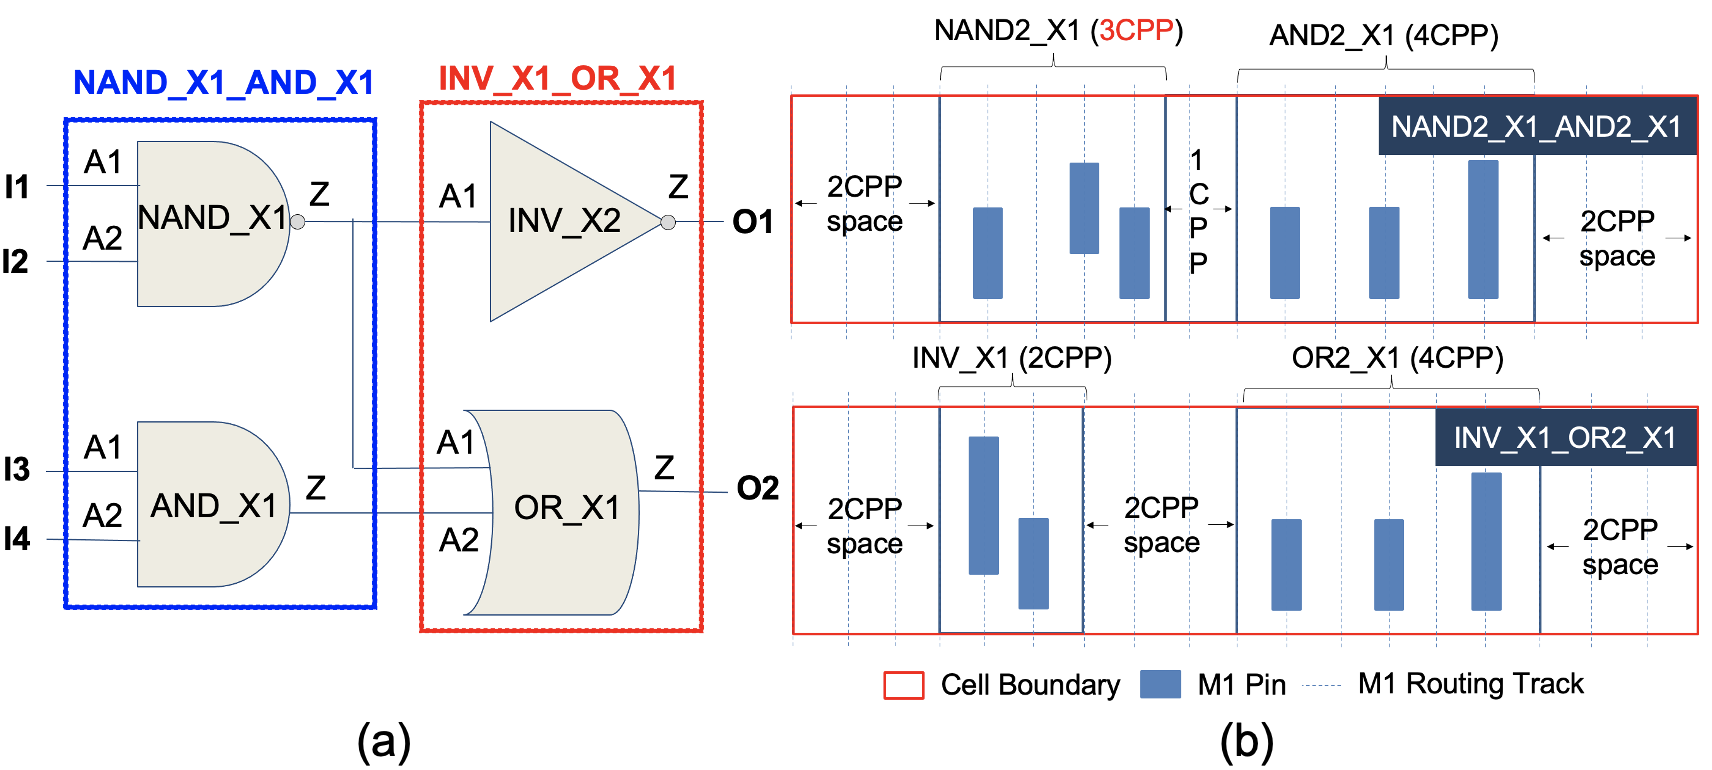 NAND_X1_AND_X1
INV_X1_OR_X1
I1
A1
NAND_X1
Z
A1
INV_X2
Z
O1
I2
A2
I3
A1
AND_X1
Z
A1
OR_X1
Z
O2
I4
A2
A2
(a)
NAND2_X1 (3CPP)
AND2_X1 (4CPP)
NAND2_X1_AND2_X1
2CPP
space
1
C
P
P
2CPP
space
INV_X1 (2CPP)
OR2_X1 (4CPP)
INV_X1_OR2_X1
2CPP
space
2CPP
space
2CPP
space
Cell Boundary
M1 Pin
M1 Routing Track
(b)